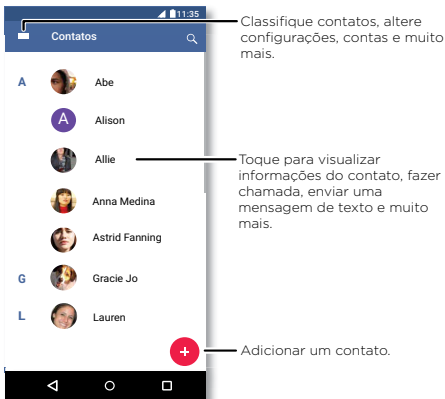 11:35
Contatos
A
Abe
A
Alison
Allie
Anna Medina
Astrid Fanning
G
Gracie Jo
L
Lauren
Classifique contatos, altere
configurações, contas e muito
mais.
Toque para visualizar
informações do contato, fazer
chamada, enviar uma
mensagem de texto e muito
mais.
Adicionar um contato.